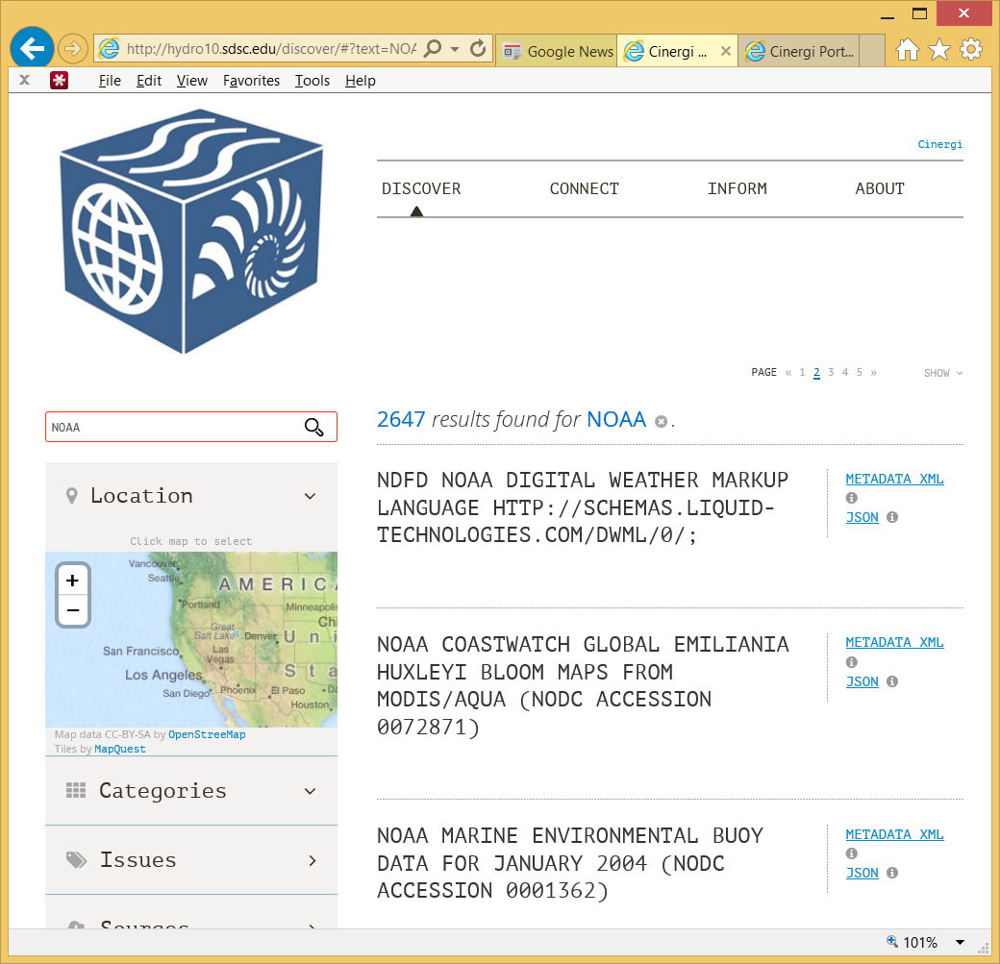 http://hydro10.sdsc.edu/discover/#?text=NOA
Google News
Cinergi ...
Cinergi Port...
File Edit View Favorites Tools Help
Cinergi
DISCOVER CONNECT INFORM ABOUT
PAGE « 1 2 3 4 5 » SHOW
NOAA
2647 results found for NOAA .
Location
Click map to select
+
−
Vancouver
Seattle
AMERICA
Portland
Minneapolis
Chi
Great
Salt Lake
Denver
Uni
San Francisco
Las
Vegas
Sta
Los Angeles
San Diego
Phoenix
El Paso
Da
Houston
Map data CC-BY-SA by OpenStreeMap
Tiles by MapQuest
Categories
Issues
Sources
NDFD NOAA DIGITAL WEATHER MARKUP
LANGUAGE HTTP://SCHEMAS.LIQUID-
TECHNOLOGIES.COM/DWML/0/;
METADATA XML
JSON
NOAA COASTWATCH GLOBAL EMILIANIA
HUXLEYI BLOOM MAPS FROM
MODIS/AQUA (NODC ACCESSION
0072871)
METADATA XML
JSON
NOAA MARINE ENVIRONMENTAL BUOY
DATA FOR JANUARY 2004 (NODC
ACCESSION 0001362)
METADATA XML
JSON
101%